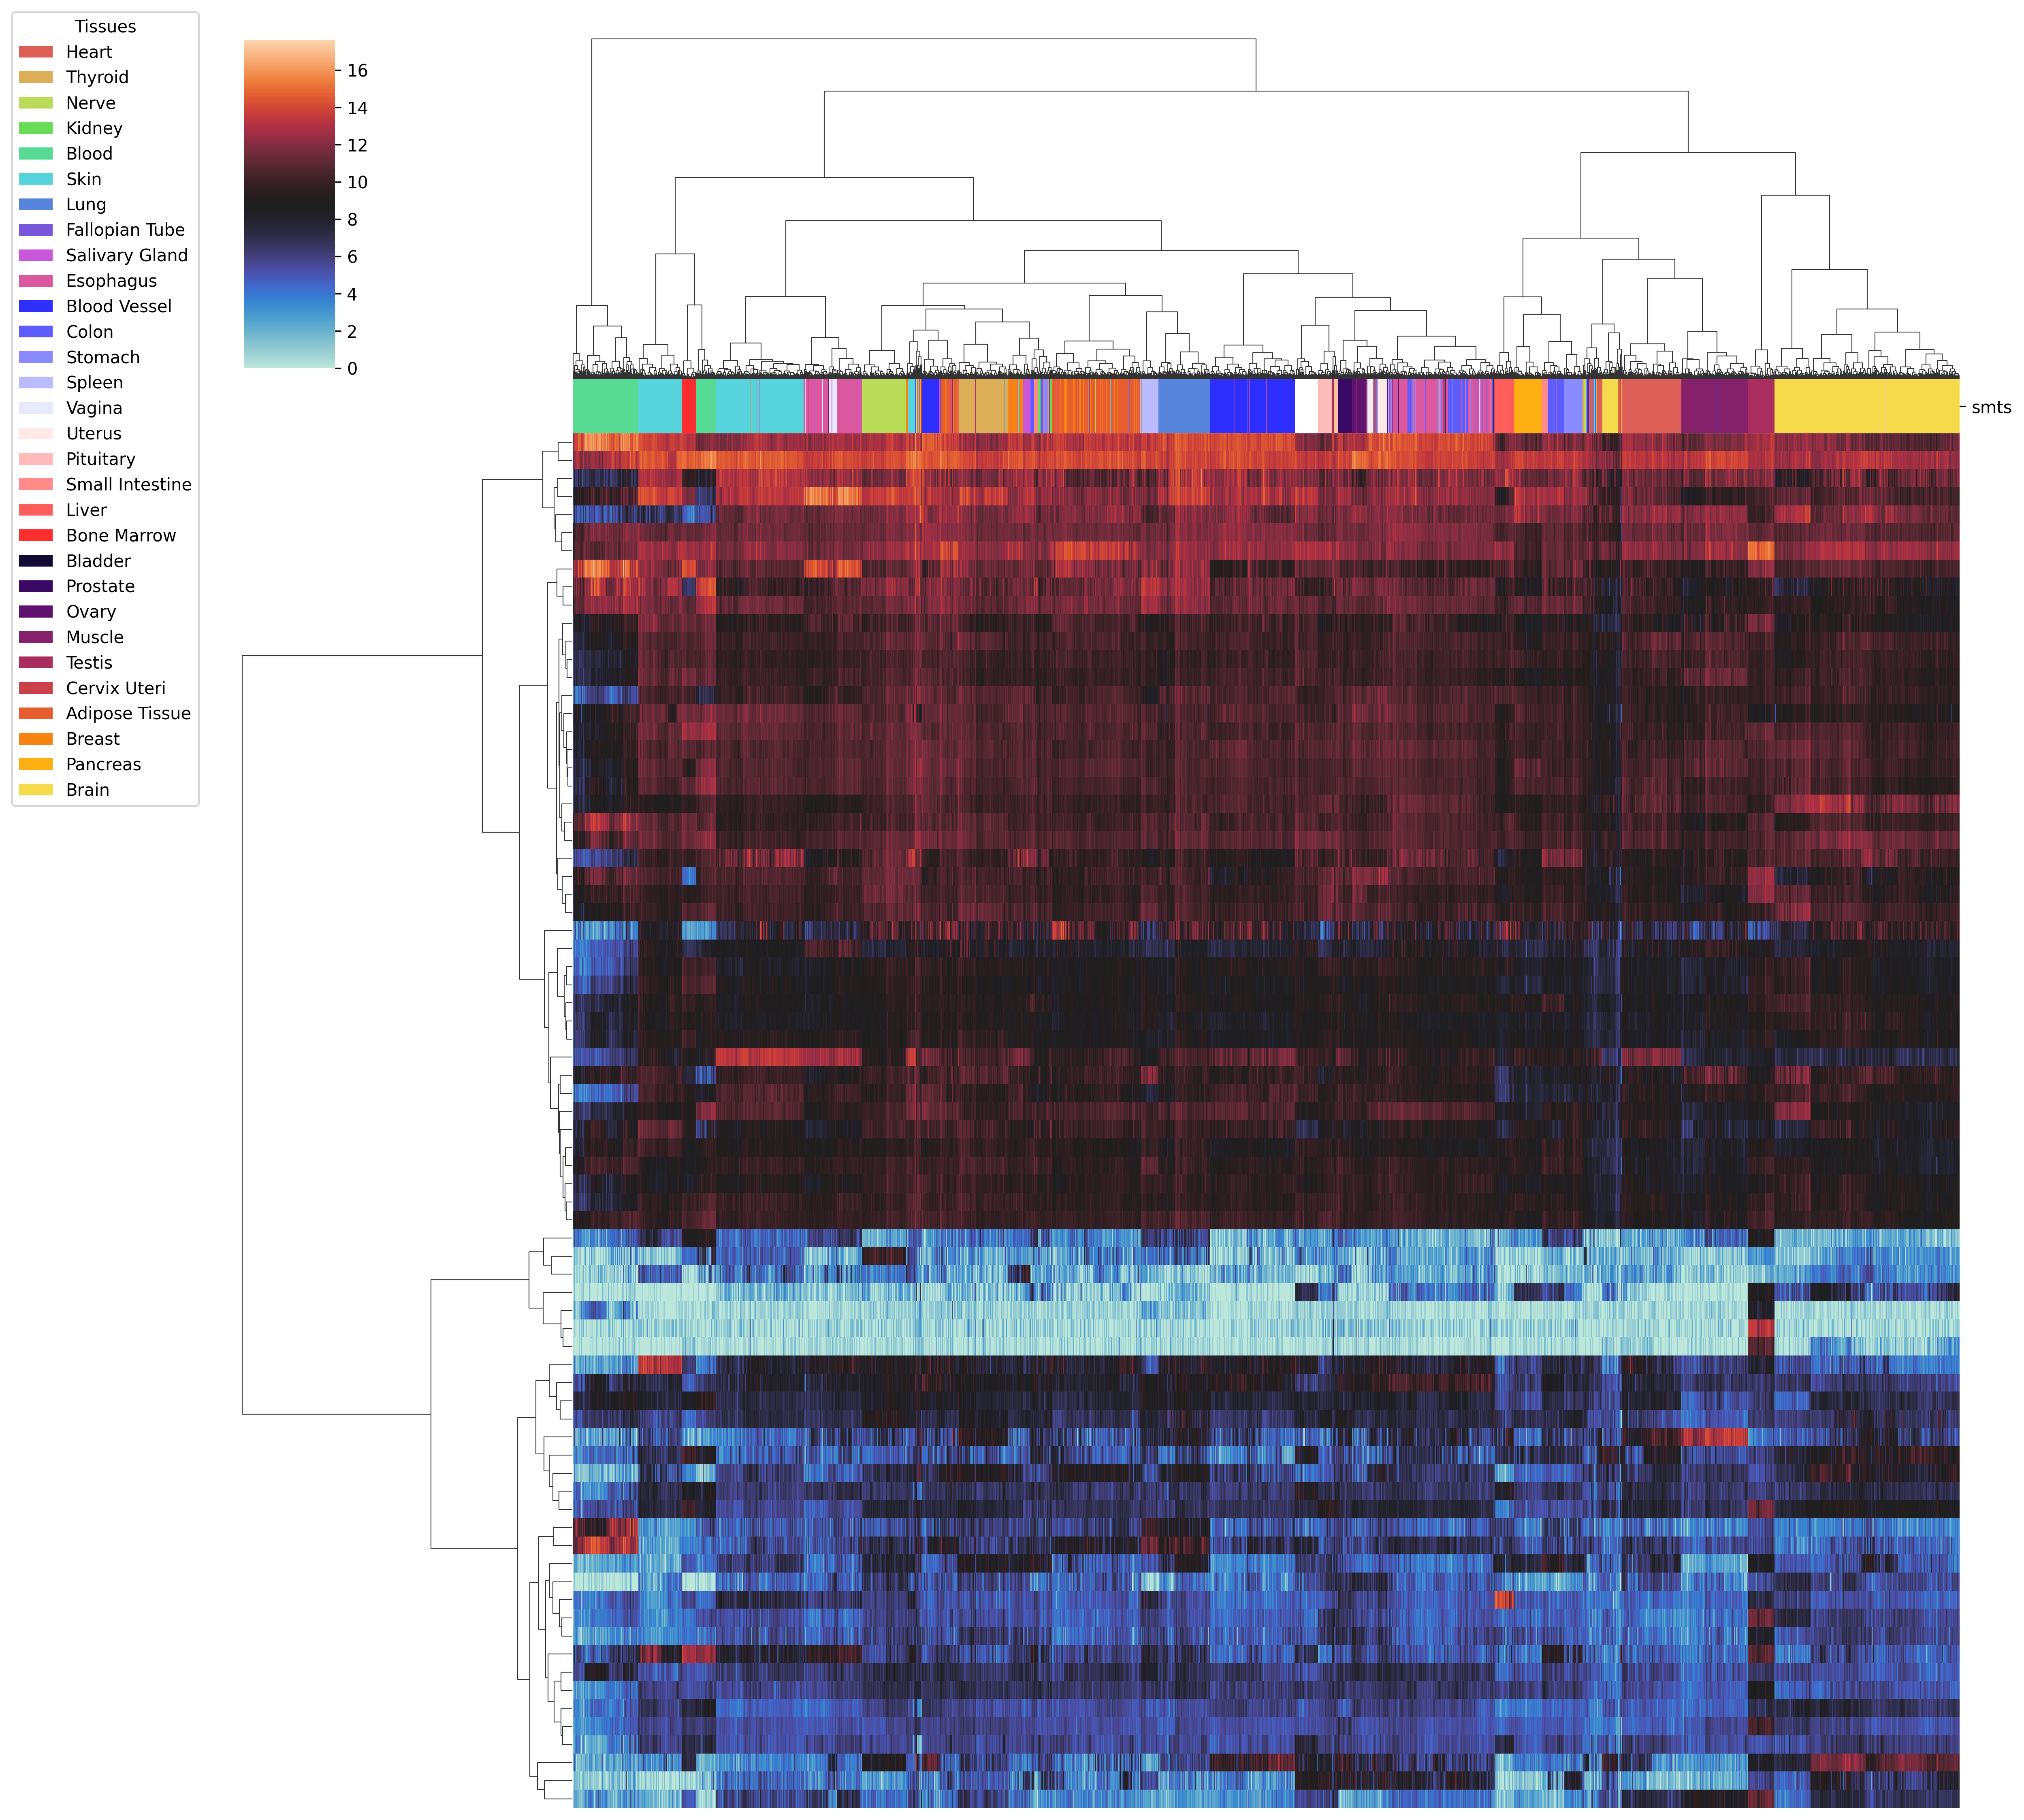 Tissues
Heart
Thyroid
Nerve
Kidney
Blood
Skin
Lung
Fallopian Tube
Salivary Gland
Esophagus
Blood Vessel
Colon
Stomach
Spleen
Vagina
Uterus
Pituitary
Small Intestine
Liver
Bone Marrow
Bladder
Prostate
Ovary
Muscle
Testis
Cervix Uteri
Adipose Tissue
Breast
Pancreas
Brain
16
14
12
10
8
6
4
2
0
smts